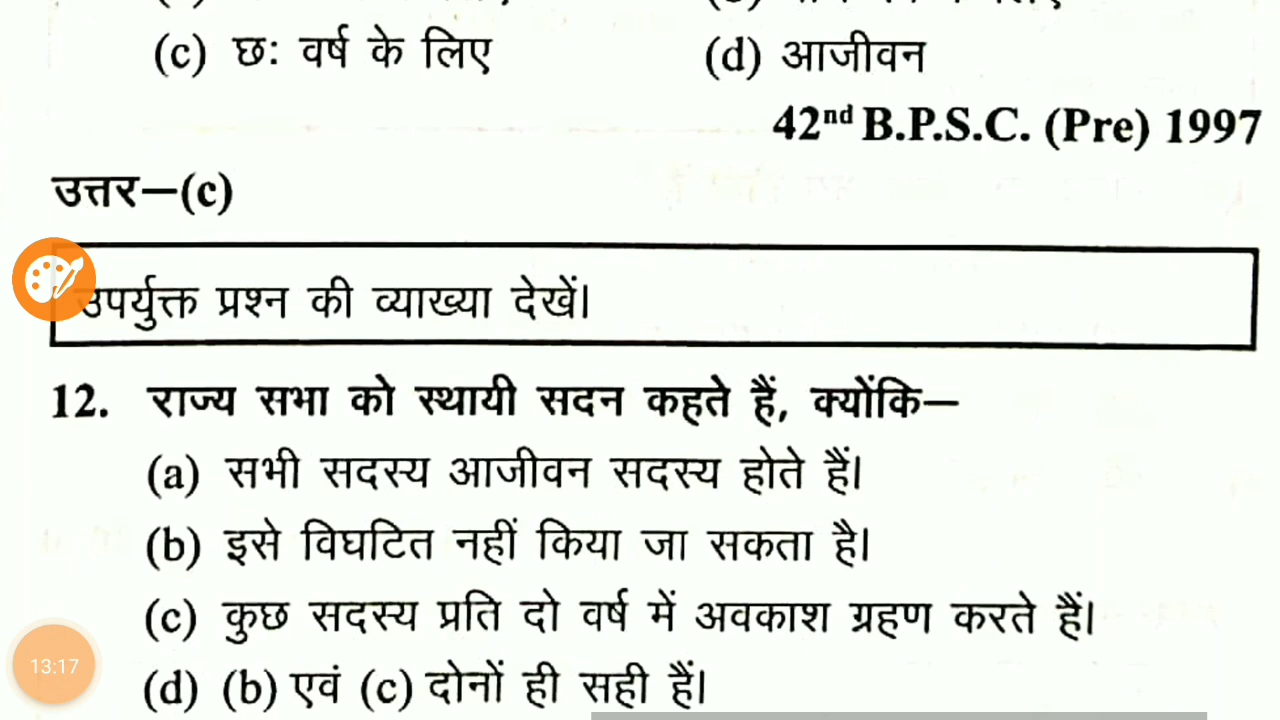 (c) छः वर्ष के लिए (d) आजीवन
42nd B.P.S.C. (Pre) 1997
उत्तर–(c)
उपर्युक्त प्रश्न की व्याख्या देखें।
12. राज्य सभा को स्थायी सदन कहते हैं, क्योंकि–
(a) सभी सदस्य आजीवन सदस्य होते हैं।
(b) इसे विघटित नहीं किया जा सकता है।
(c) कुछ सदस्य प्रति दो वर्ष में अवकाश ग्रहण करते हैं।
13:17
(d) (b) एवं (c) दोनों ही सही हैं।